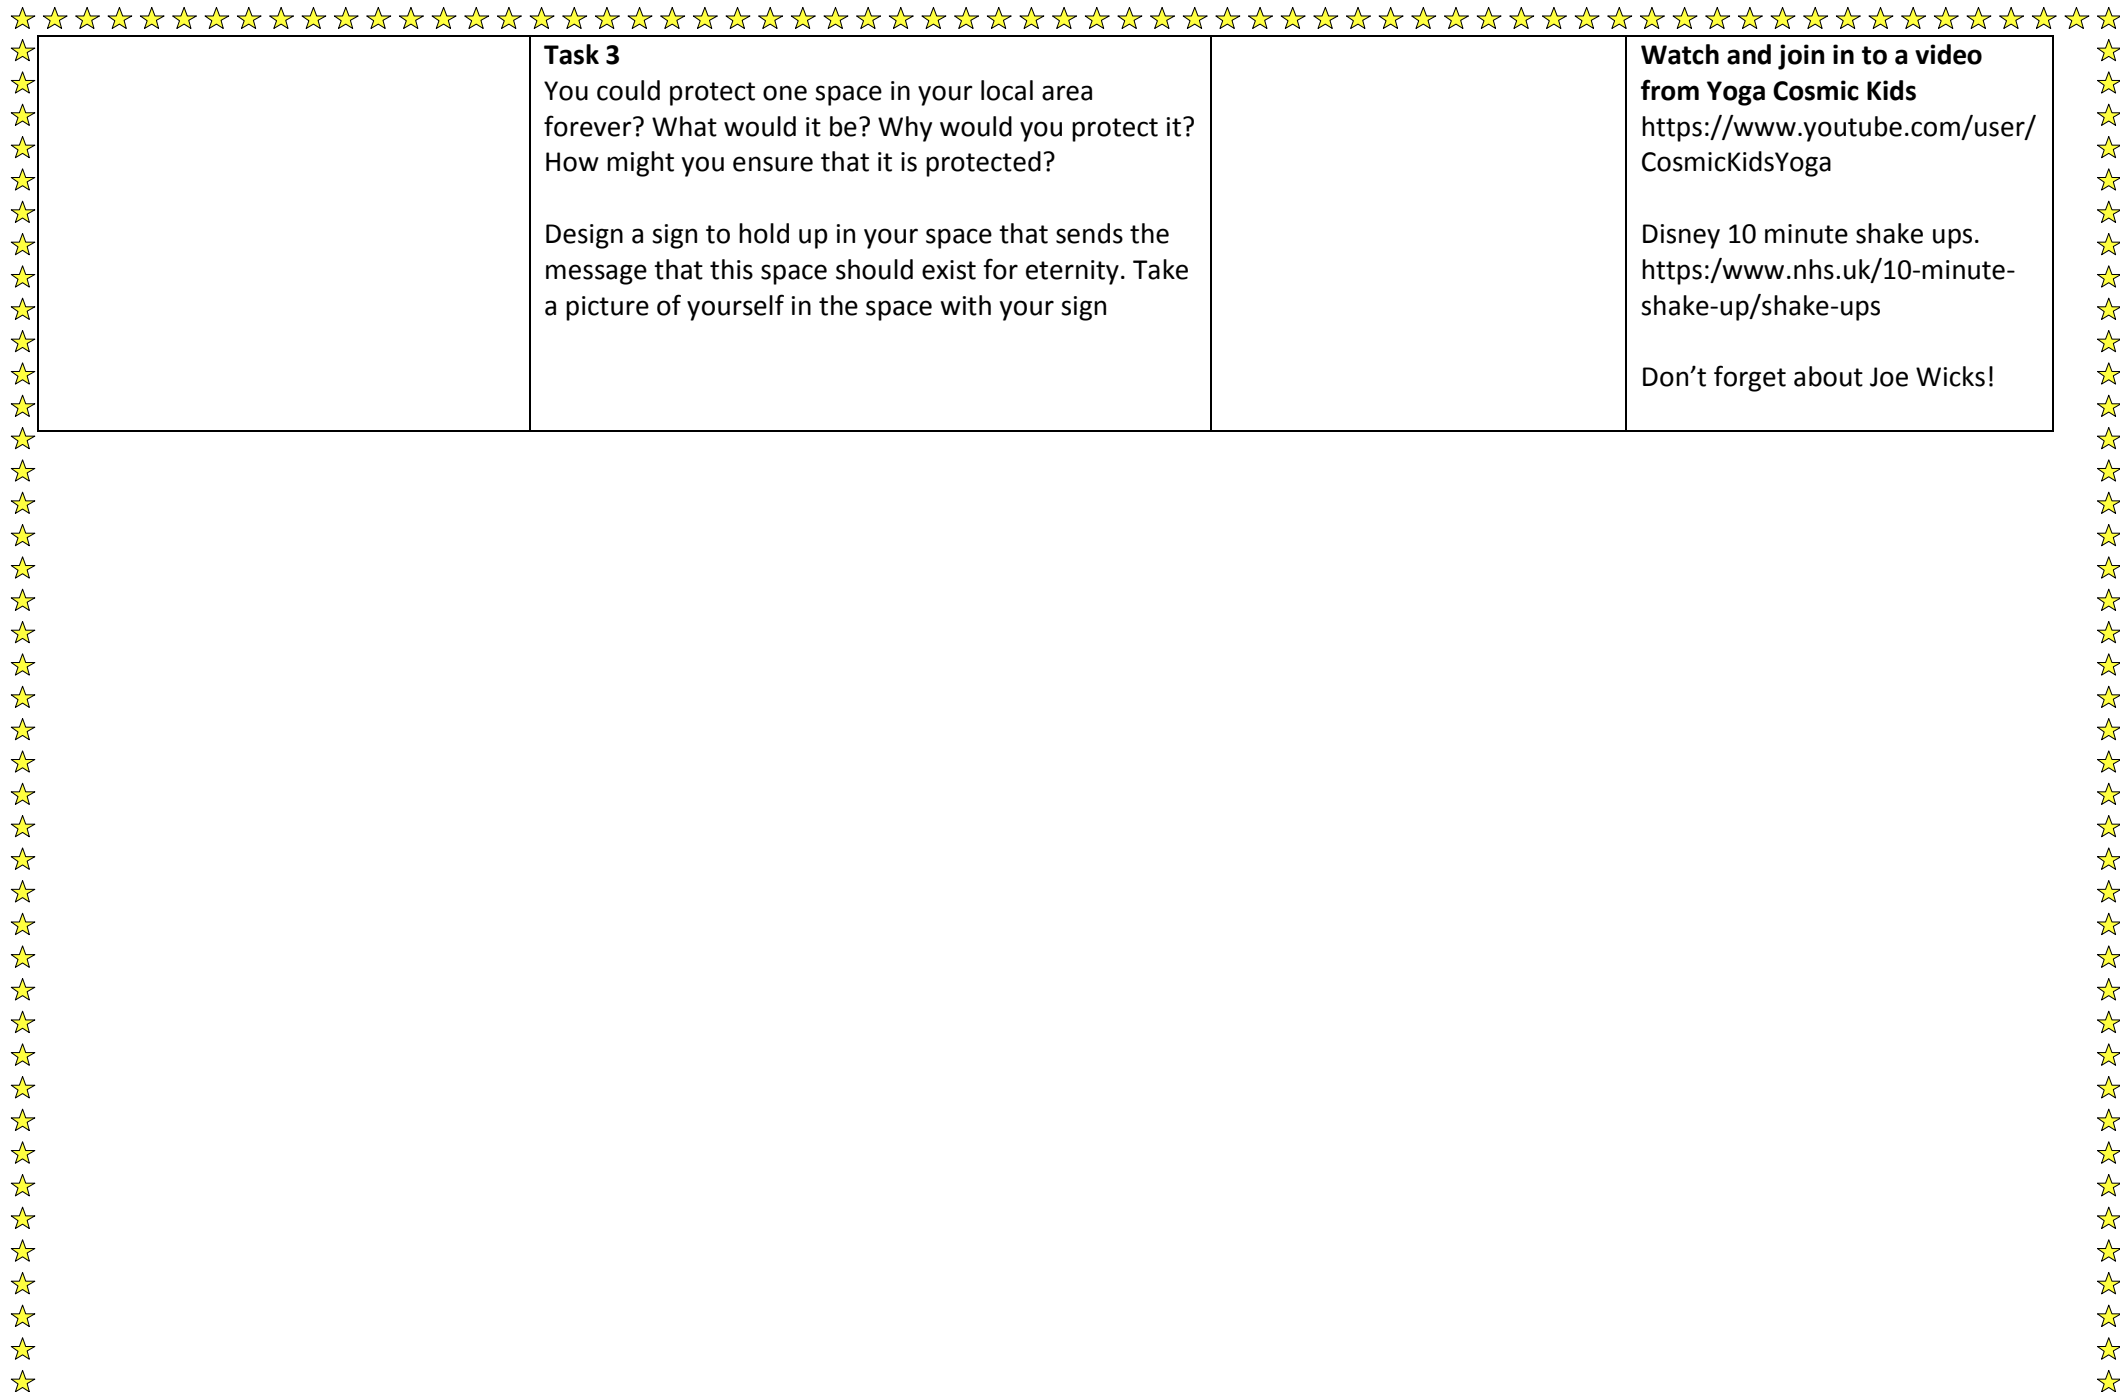 Task 3
You could protect one space in your local area
forever? What would it be? Why would you protect it?
How might you ensure that it is protected?
Design a sign to hold up in your space that sends the
message that this space should exist for eternity. Take
a picture of yourself in the space with your sign
Watch and join in to a video
from Yoga Cosmic Kids
https://www.youtube.com/user/
CosmicKidsYoga
Disney 10 minute shake ups.
https:/www.nhs.uk/10-minute-
shake-up/shake-ups
Don’t forget about Joe Wicks!